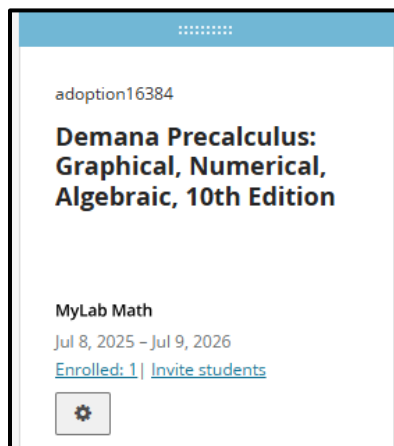 adoption16384
Demana Precalculus:
Graphical, Numerical,
Algebraic, 10th Edition
MyLab Math
Jul 8, 2025 – Jul 9, 2026
Enrolled: 1| Invite students